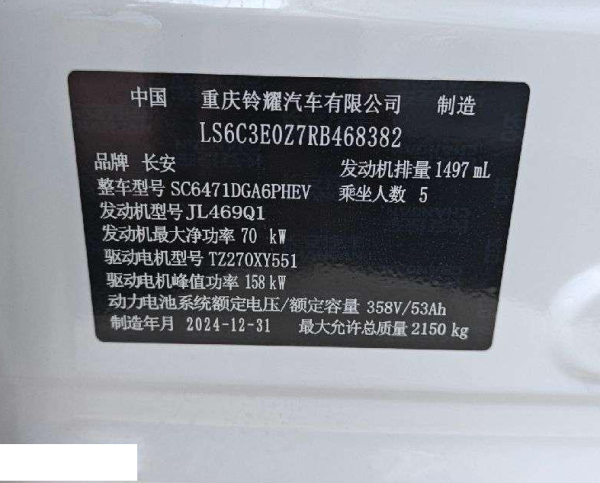 中国 重庆铃耀汽车有限公司 制造
LS6C3E0Z7RB468382
品牌 长安 发动机排量 1497 mL
整车型号 SC6471DGA6PHEV 乘坐人数 5
发动机型号 JL469Q1
发动机最大净功率 70 kW
驱动电机型号 TZ270XY551
驱动电机峰值功率 158 kW
动力电池系统额定电压/额定容量 358V/53Ah
制造年月 2024-12-31 最大允许总质量 2150 kg